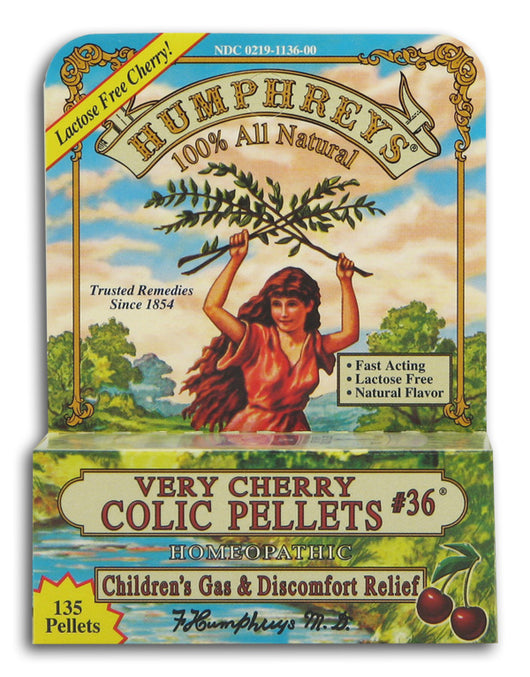 NDC 0219-1136-00
Lactose Free Cherry!
HUMPHREYS®
100% All Natural
Trusted Remedies
Since 1854
• Fast Acting
• Lactose Free
• Natural Flavor
VERY CHERRY
COLIC PELLETS #36®
HOMEOPATHIC
Children's Gas & Discomfort Relief
135
Pellets
F Humphreys M.D.